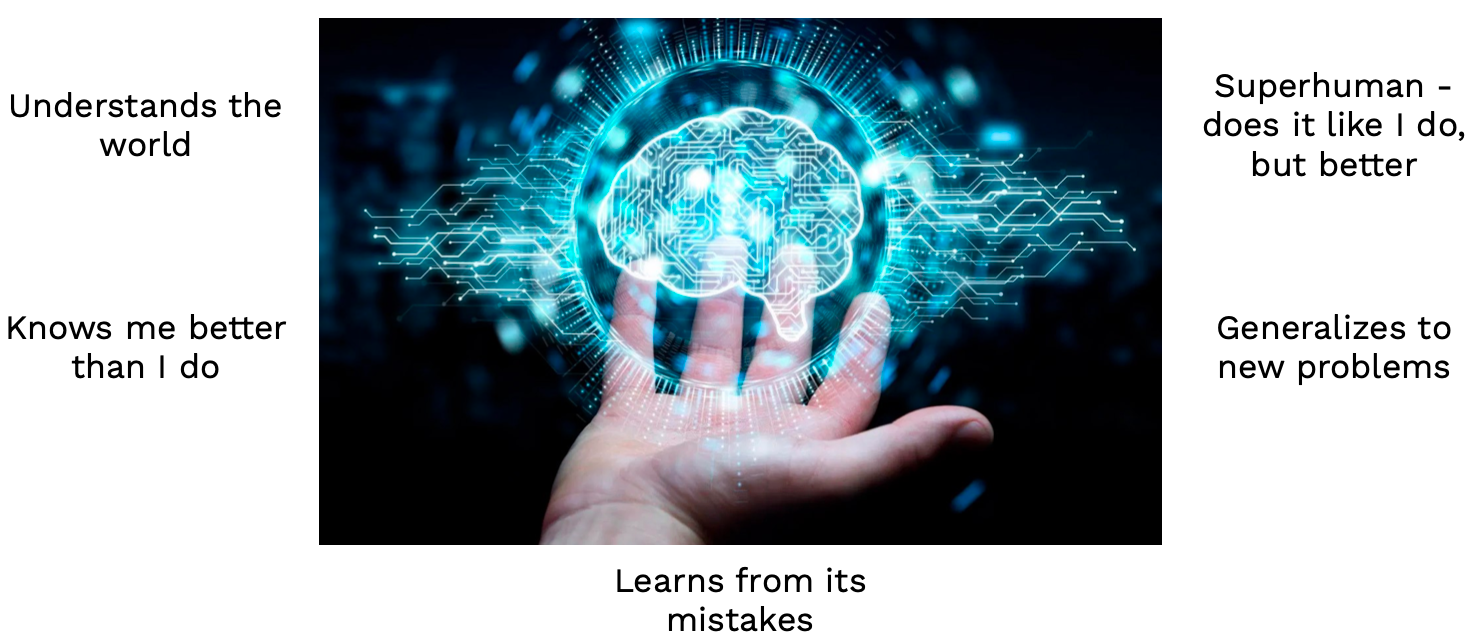 Understands the
world
Superhuman -
does it like I do,
but better
Knows me better
than I do
Generalizes to
new problems
Learns from its
mistakes